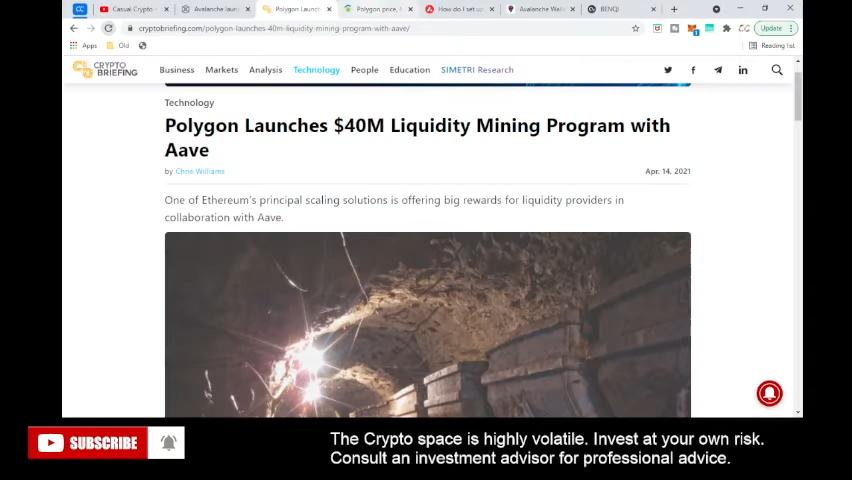 Casual Crypto -
Avalanche laun
Polygon Launch
Polygon price,
How do I set u
Avalanche Wall
BENQI
cryptobriefing.com/polygon-launches-40m-liquidity-mining-program-with-aave/
Update
Apps
Old
Reading list
CRYPTO
BRIEFING
Business
Markets
Analysis
Technology
People
Education
SIMETRI Research
Technology
Polygon Launches $40M Liquidity Mining Program with
Aave
by Chris Williams
Apr. 14, 2021
One of Ethereum's principal scaling solutions is offering big rewards for liquidity providers in
collaboration with Aave.
SUBSCRIBE
The Crypto space is highly volatile. Invest at your own risk.
Consult an investment advisor for professional advice.